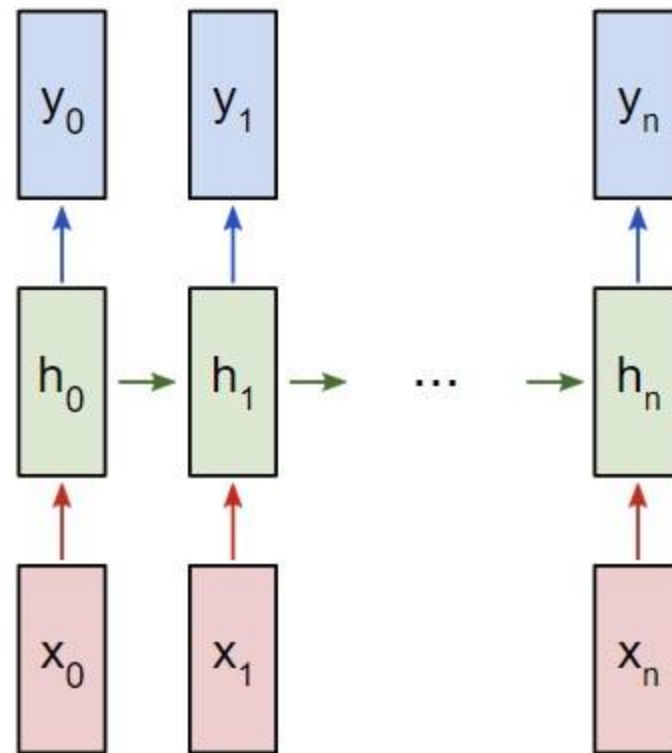 y₀ y₁ yₙ
h₀ h₁ ... hₙ
x₀ x₁ xₙ